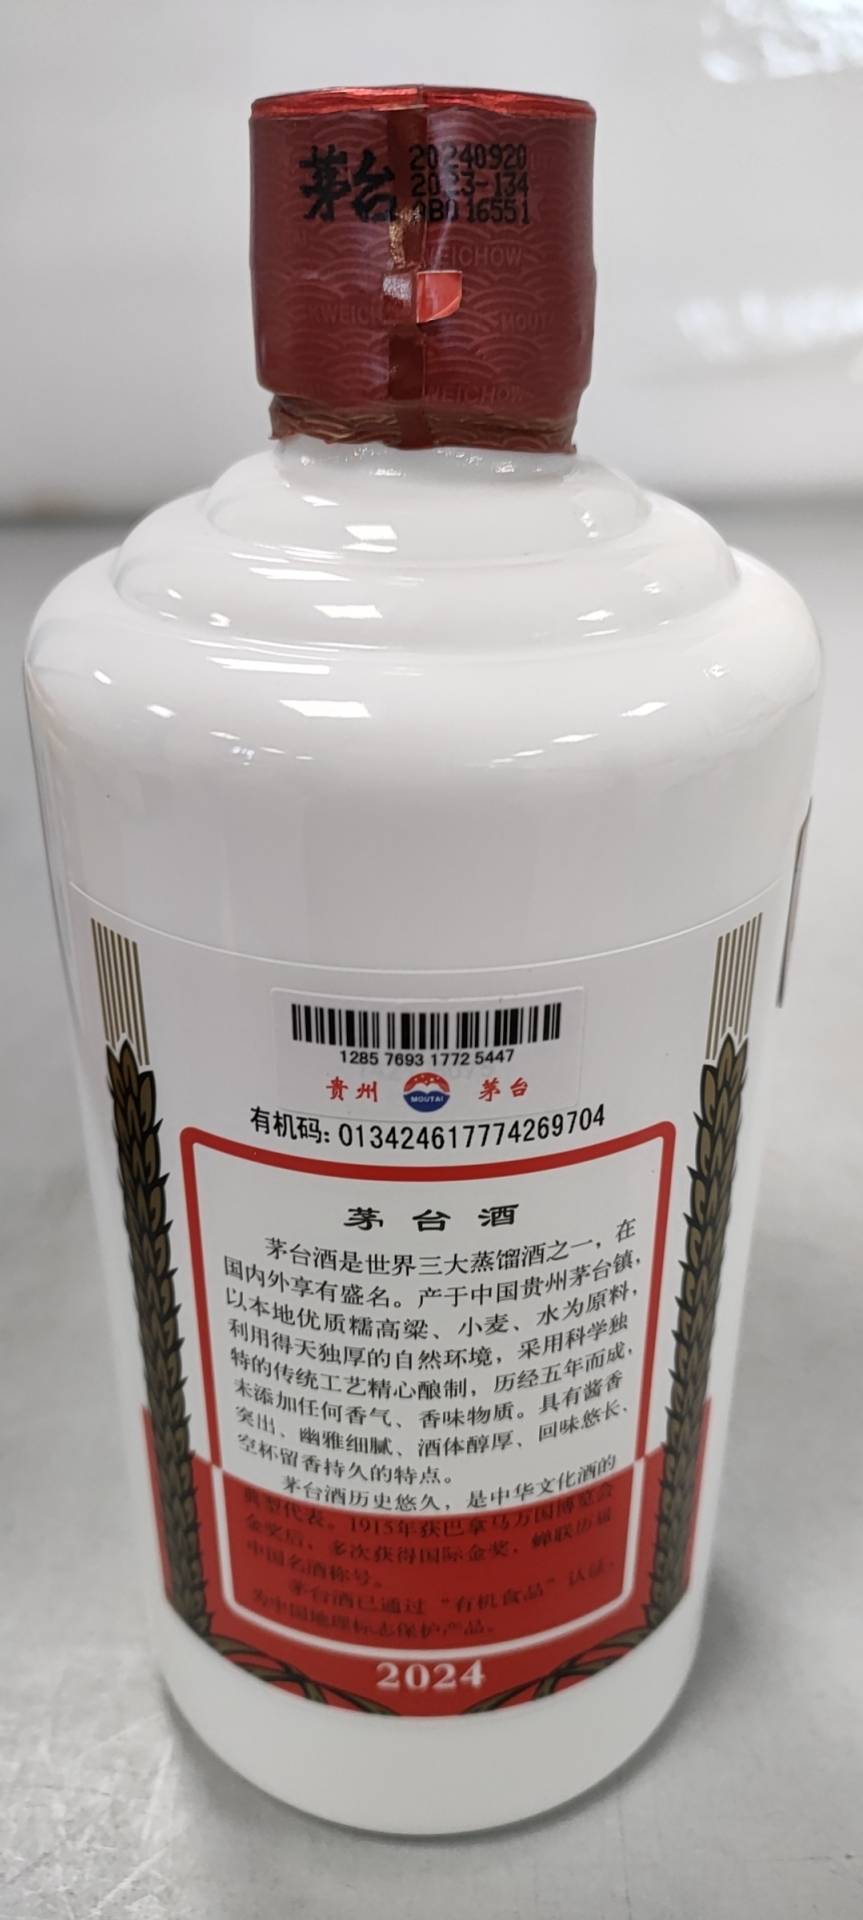 茅台
20240920
2023-134
AB016551
KWEICHOW
KWEICH
MOUTA
WEICHOW
1285 7693 1772 5447
贵州 MOUTAI 茅台
有机码:013424617774269704
茅台酒
茅台酒是世界三大蒸馏酒之一，在
国内外享有盛名。产于中国贵州茅台镇，
以本地优质糯高粱、小麦、水为原料，
利用得天独厚的自然环境，采用科学独
特的传统工艺精心酿制，历经五年而成，
未添加任何香气、香味物质。具有酱香
突出、幽雅细腻、酒体醇厚、回味悠长、
空杯留香持久的特点。
茅台酒历史悠久，是中华文化酒的
典型代表。1915年获巴拿马万国博览会
金奖后，多次获得国际金奖，蝉联历届
中国名酒称号。
茅台酒已通过“有机食品”认证，
为中国地理标志保护产品。
2024